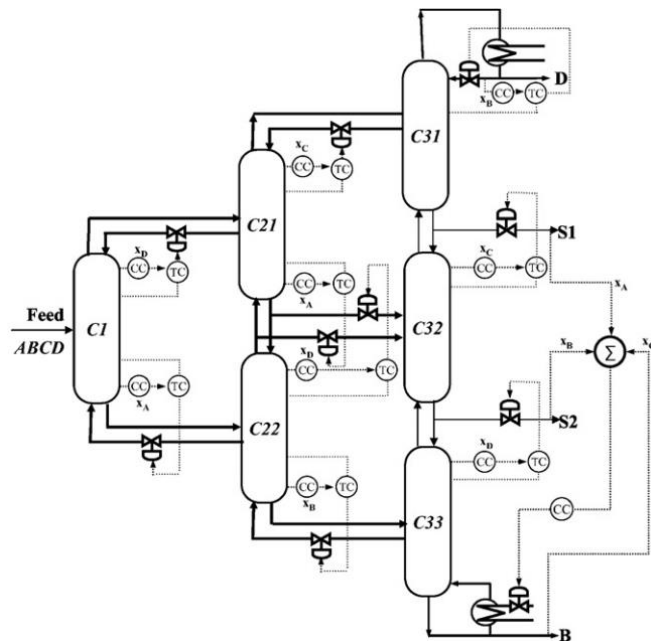 D
x_B
CC
TC
C31
x_C
CC
TC
C21
S1
x_D
CC
TC
x_C
CC
TC
CC
TC
x_A
x_A
Feed
C1
ABCD
C32
x_B
Σ
x_D
CC
TC
CC
TC
x_A
S2
C22
x_D
CC
TC
CC
TC
x_B
C33
CC
B